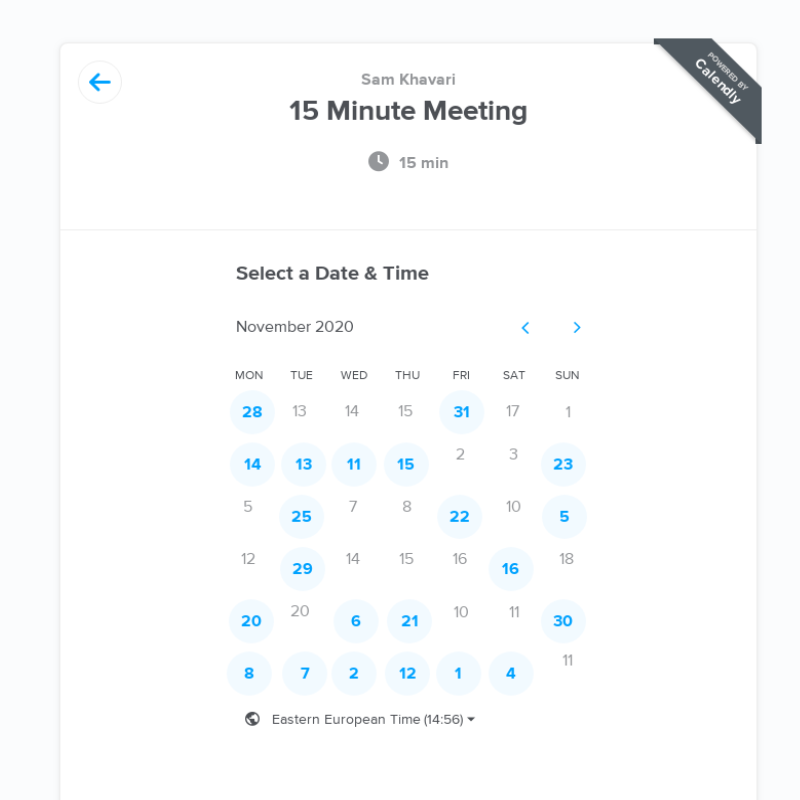 POWERED BY
Calendly
Sam Khavari
15 Minute Meeting
15 min
Select a Date & Time
November 2020
MON TUE WED THU FRI SAT SUN
28 13 14 15 31 17 1
14 13 11 15 2 3 23
5 25 7 8 22 10 5
12 29 14 15 16 16 18
20 20 6 21 10 11 30
8 7 2 12 1 4 11
Eastern European Time (14:56)